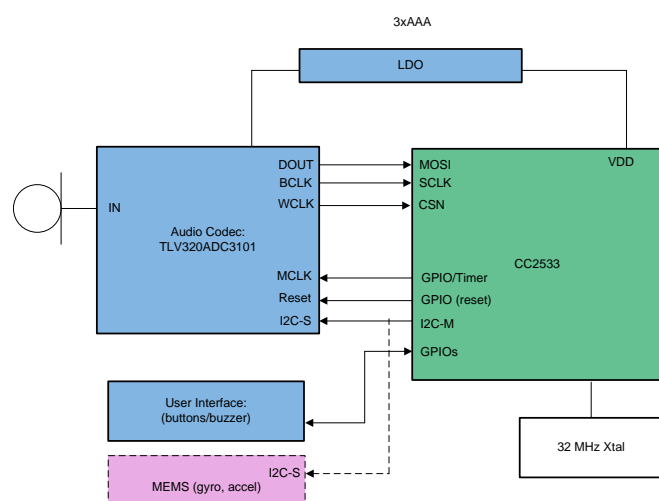 3xAAA
LDO
DOUT
BCLK
WCLK
IN
Audio Codec:
TLV320ADC3101
MCLK
Reset
I2C-S
MOSI
SCLK
CSN
VDD
CC2533
GPIO/Timer
GPIO (reset)
I2C-M
GPIOs
User Interface:
(buttons/buzzer)
I2C-S
MEMS (gyro, accel)
32 MHz Xtal